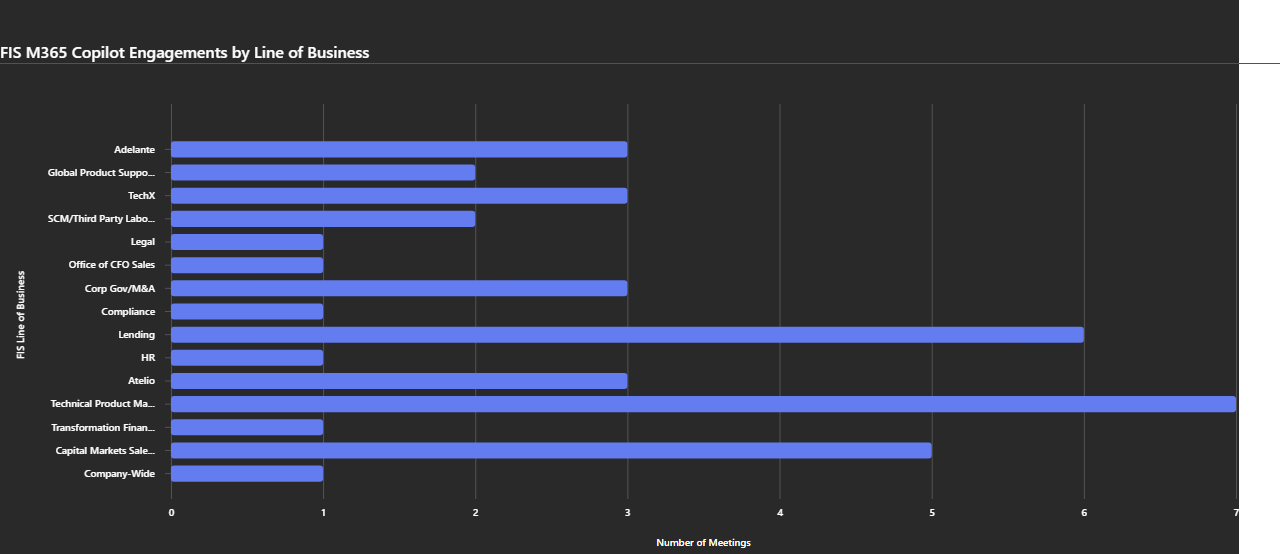 FIS M365 Copilot Engagements by Line of Business
FIS Line of Business
Adelante
Global Product Suppo...
TechX
SCM/Third Party Labo...
Legal
Office of CFO Sales
Corp Gov/M&A
Compliance
Lending
HR
Atelio
Technical Product Ma...
Transformation Finan...
Capital Markets Sale...
Company-Wide
0 1 2 3 4 5 6 7
Number of Meetings